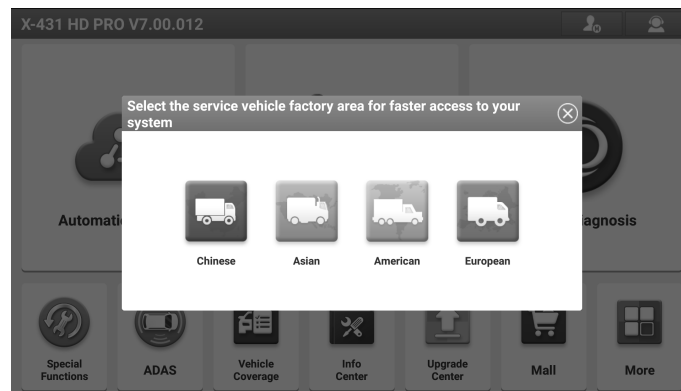 X-431 HD PRO V7.00.012
Select the service vehicle factory area for faster access to your
system
Automati
agnosis
Chinese
Asian
American
European
Special
Functions
ADAS
Vehicle
Coverage
Info
Center
Upgrade
Center
Mall
More